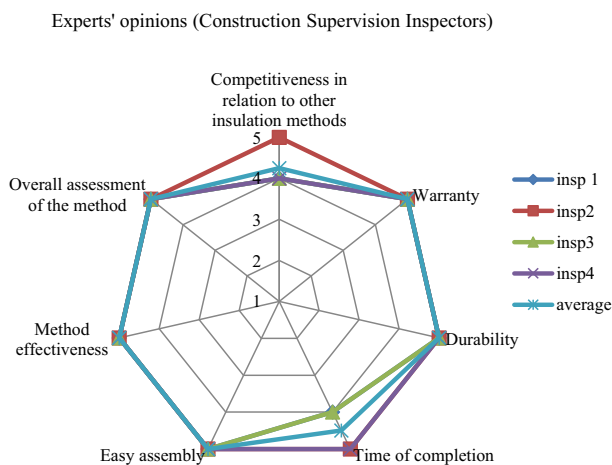 Experts' opinions (Construction Supervision Inspectors)
Competitiveness in
relation to other
insulation methods
5
4
3
2
1
Warranty
Durability
Time of completion
Easy assembly
Method
effectiveness
Overall assessment
of the method
insp 1
insp2
insp3
insp4
average